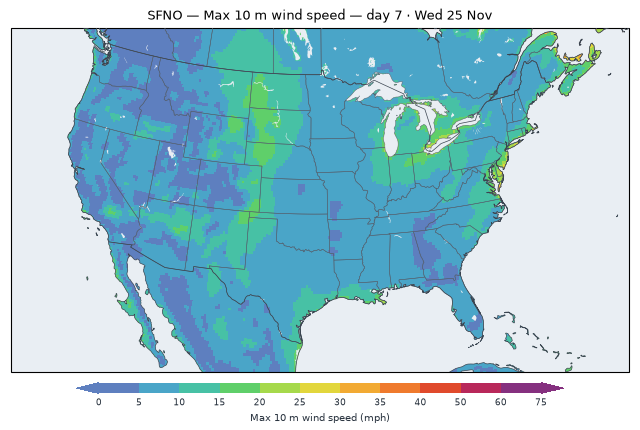 SFNO — Max 10 m wind speed — day 7 · Wed 25 Nov
0 5 10 15 20 25 30 35 40 50 60 75
Max 10 m wind speed (mph)